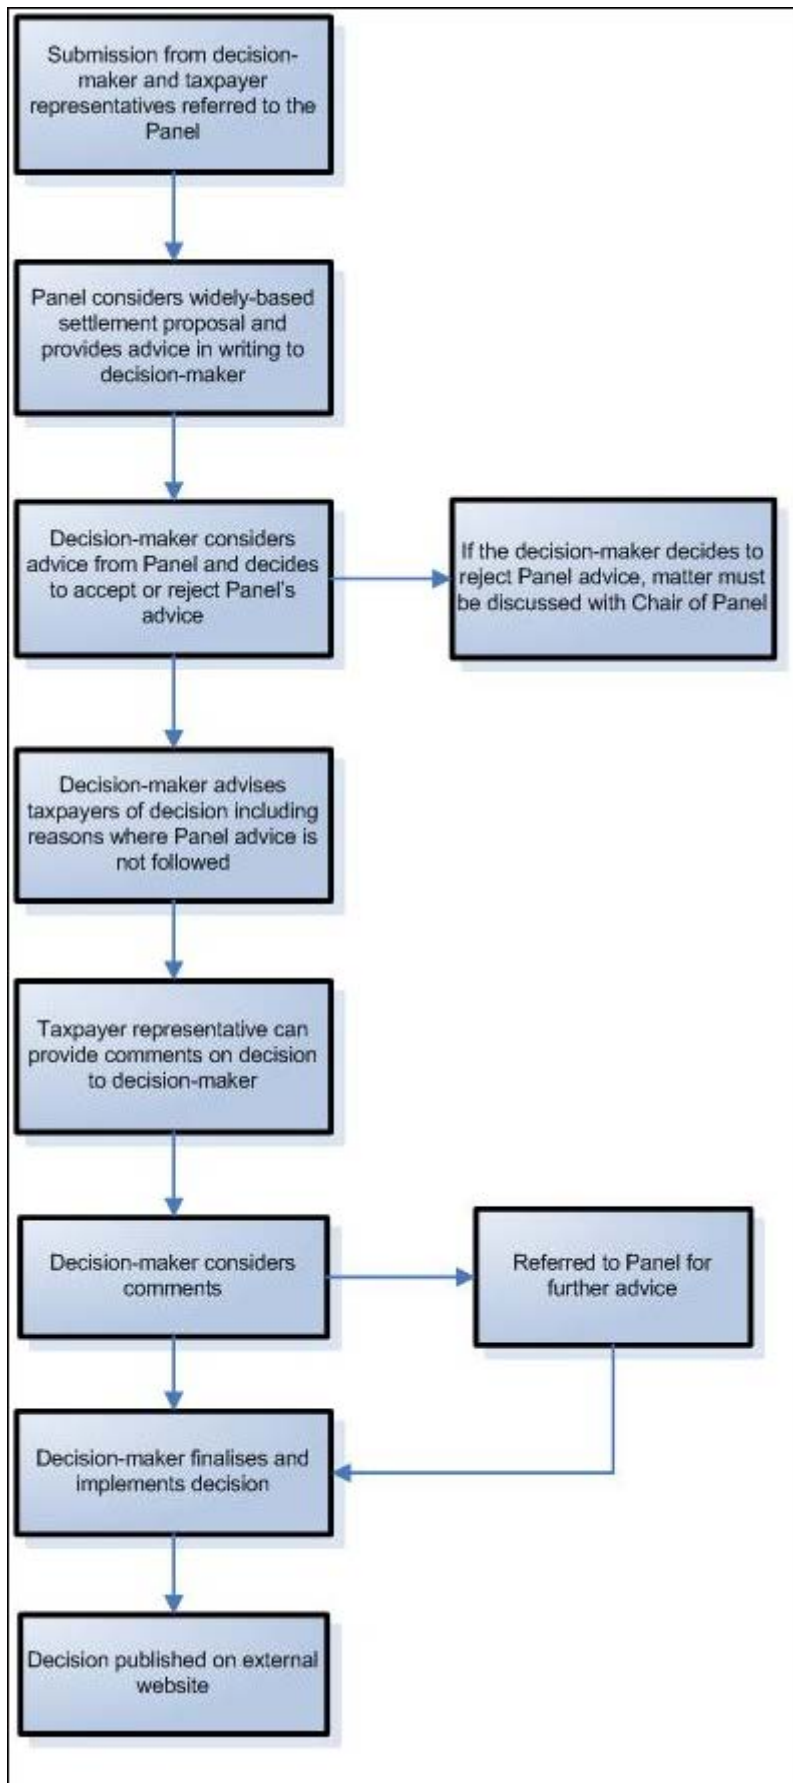 Submission from decision-
maker and taxpayer
representatives referred to the
Panel
Panel considers widely-based
settlement proposal and
provides advice in writing to
decision-maker
Decision-maker considers
advice from Panel and decides
to accept or reject Panel's
advice
If the decision-maker decides to
reject Panel advice, matter must
be discussed with Chair of Panel
Decision-maker advises
taxpayers of decision including
reasons where Panel advice is
not followed
Taxpayer representative can
provide comments on decision
to decision-maker
Decision-maker considers
comments
Referred to Panel for
further advice
Decision-maker finalises and
implements decision
Decision published on external
website